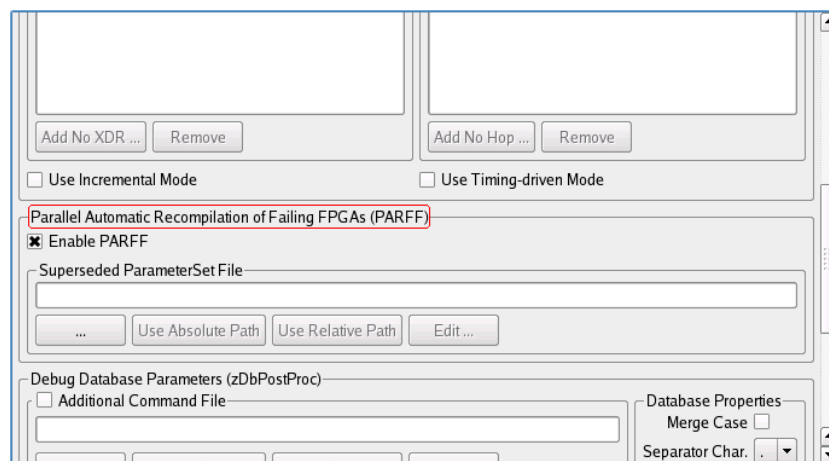 Add No XDR ... Remove Add No Hop ... Remove
Use Incremental Mode Use Timing-driven Mode
Parallel Automatic Recompilation of Failing FPGAs (PARFF)
Enable PARFF
Superseded ParameterSet File
... Use Absolute Path Use Relative Path Edit ...
Debug Database Parameters (zDbPostProc)
Additional Command File Database Properties
Merge Case
Separator Char. .